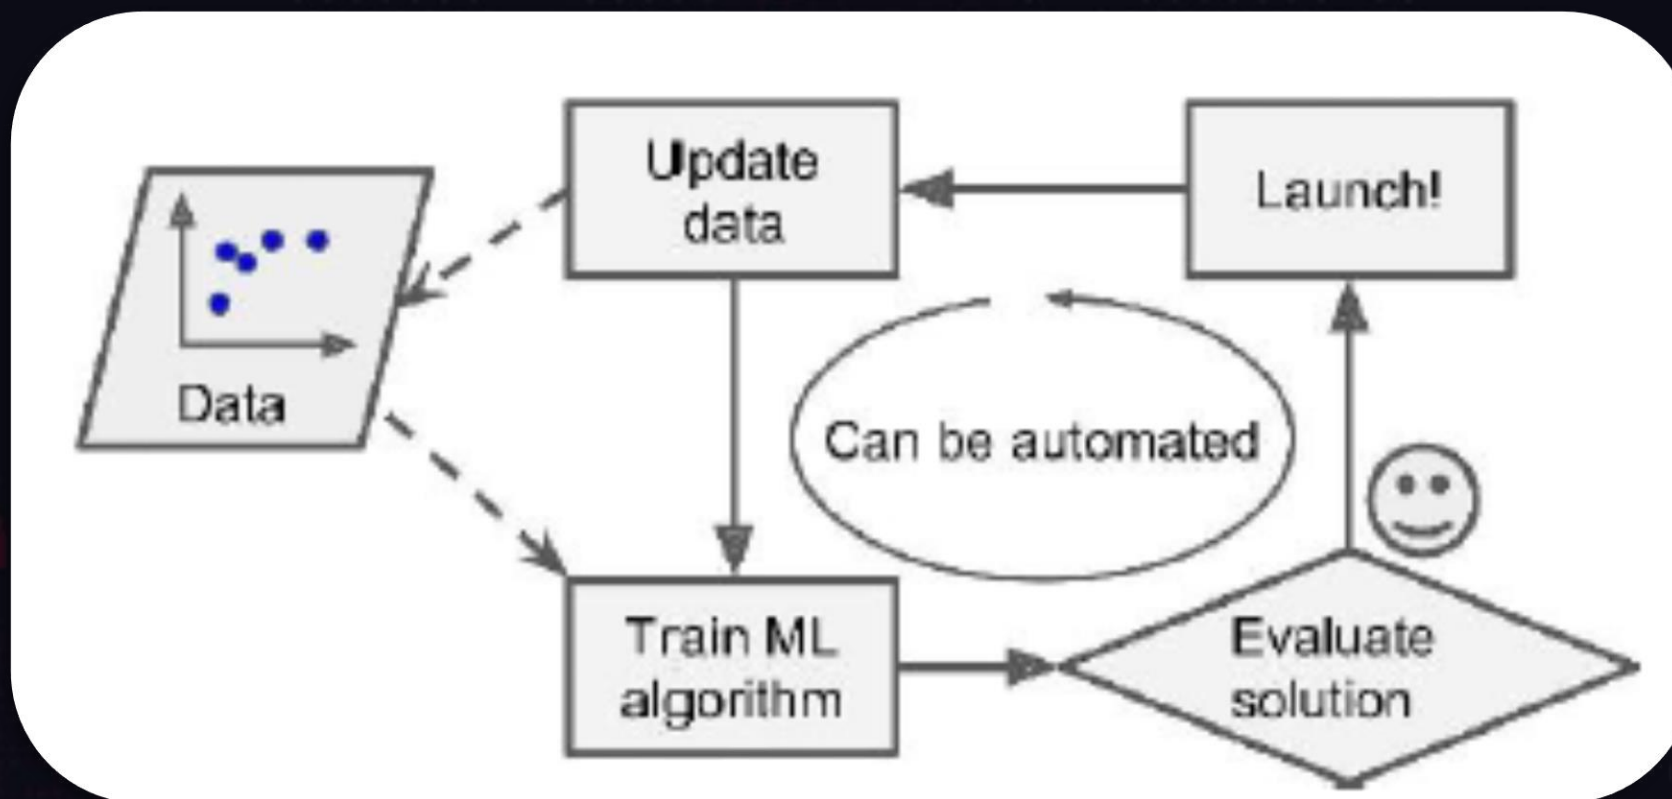 Update
data
Launch!
Data
Can be automated
Train ML
algorithm
Evaluate
solution